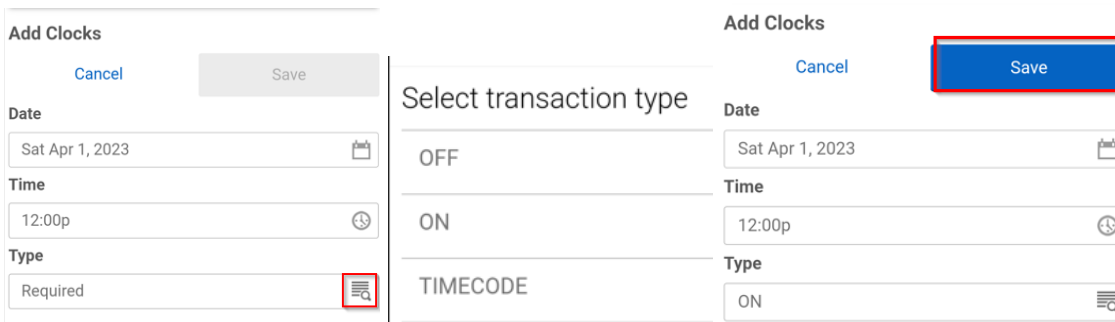 Add Clocks
Cancel
Save
Date
Sat Apr 1, 2023
Time
12:00p
Type
Required
Select transaction type
OFF
ON
TIMECODE
Add Clocks
Cancel
Save
Date
Sat Apr 1, 2023
Time
12:00p
Type
ON